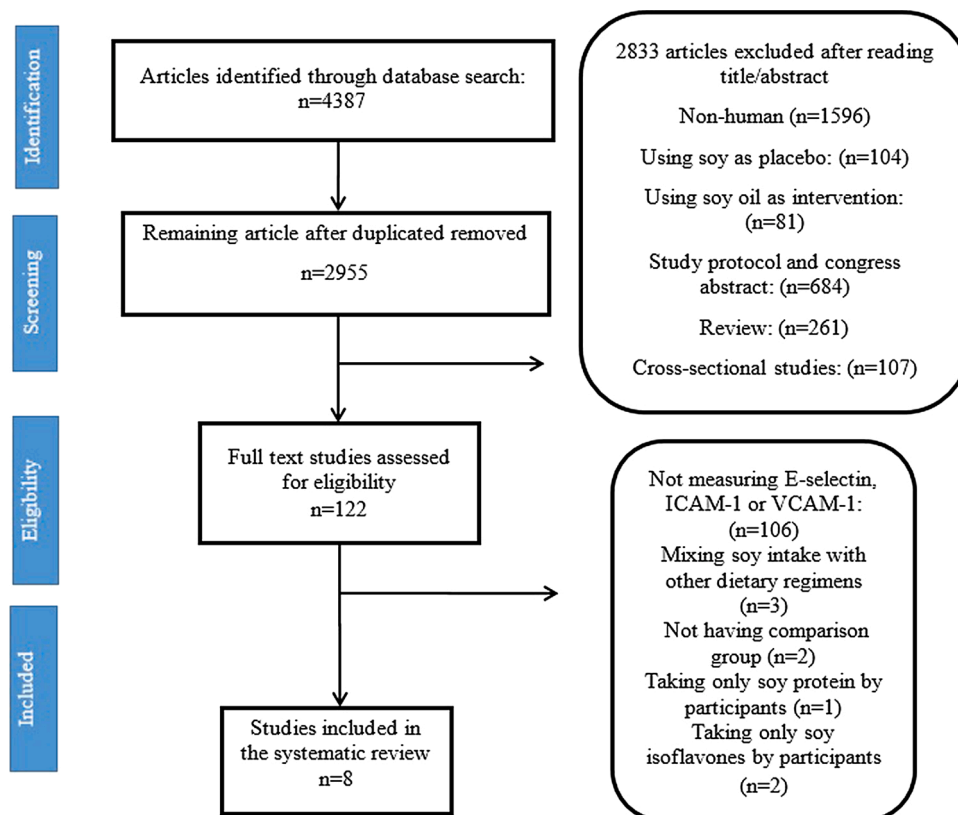 Identification
Articles identified through database search:
n=4387
2833 articles excluded after reading
title/abstract
Non-human (n=1596)
Using soy as placebo: (n=104)
Using soy oil as intervention:
(n=81)
Study protocol and congress
abstract: (n=684)
Review: (n=261)
Cross-sectional studies: (n=107)
Screening
Remaining article after duplicated removed
n=2955
Eligibility
Full text studies assessed
for eligibility
n=122
Not measuring E-selectin,
ICAM-1 or VCAM-1:
(n=106)
Mixing soy intake with
other dietary regimens
(n=3)
Not having comparison
group (n=2)
Taking only soy protein by
participants (n=1)
Taking only soy
isoflavones by participants
(n=2)
Included
Studies included in
the systematic review
n=8